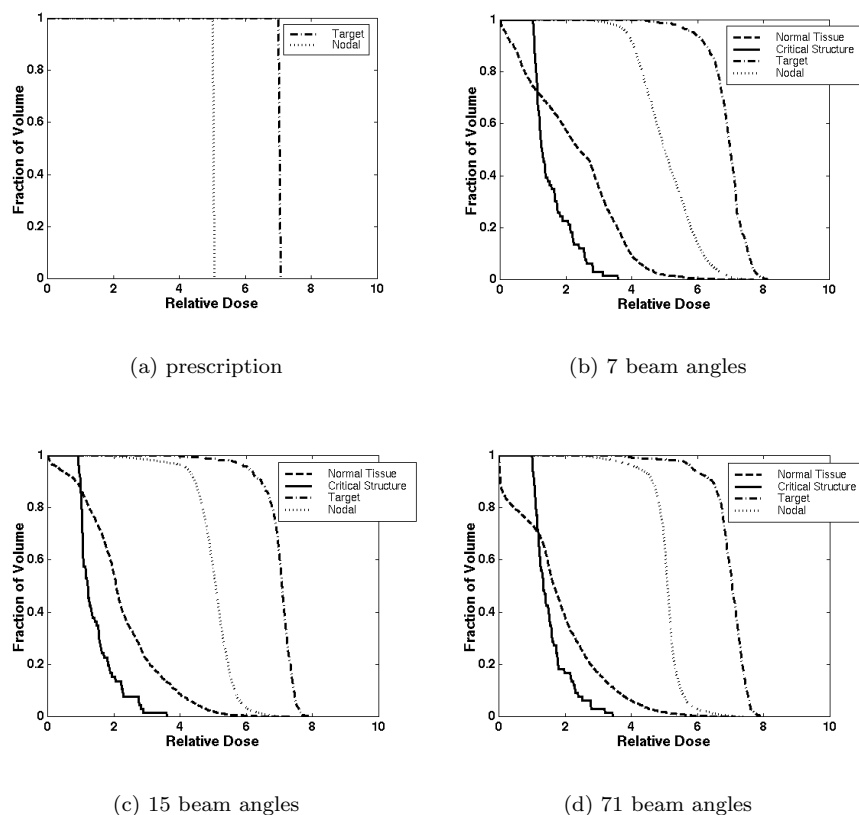 Target
Nodal
1
0.8
0.6
0.4
0.2
0
0 2 4 6 8 10
Fraction of Volume
Relative Dose
(a) prescription
Normal Tissue
Critical Structure
Target
Nodal
1
0.8
0.6
0.4
0.2
0
0 2 4 6 8 10
Fraction of Volume
Relative Dose
(b) 7 beam angles
Normal Tissue
Critical Structure
Target
Nodal
1
0.8
0.6
0.4
0.2
0
0 2 4 6 8 10
Fraction of Volume
Relative Dose
(c) 15 beam angles
Normal Tissue
Critical Structure
Target
Nodal
1
0.8
0.6
0.4
0.2
0
0 2 4 6 8 10
Fraction of Volume
Relative Dose
(d) 71 beam angles